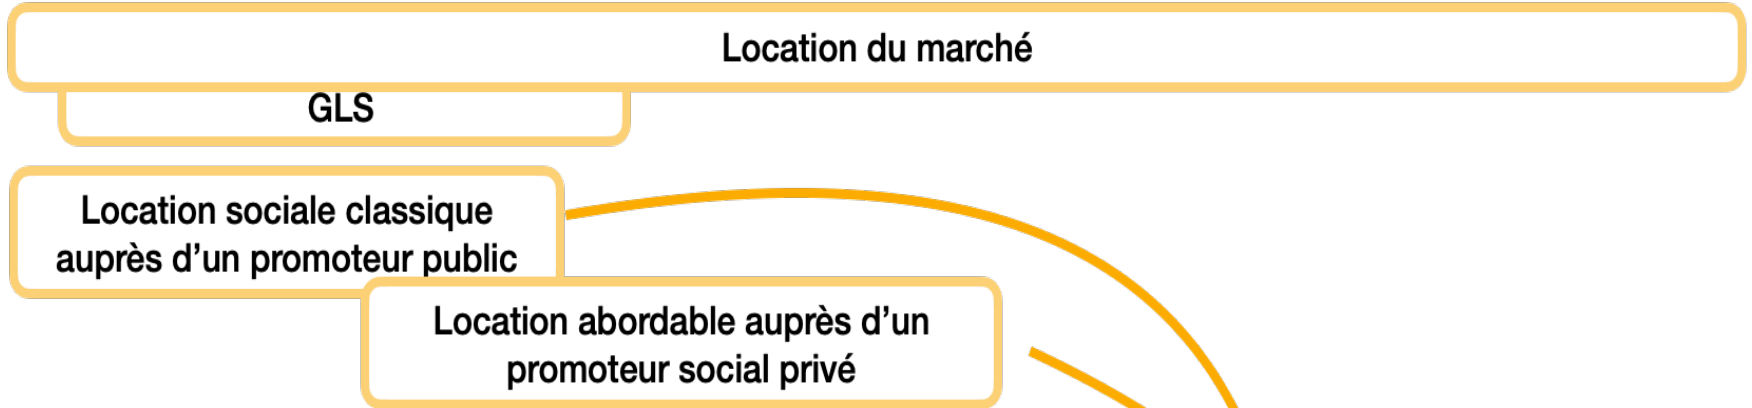 Location du marché
GLS
Location sociale classique
auprès d’un promoteur public
Location abordable auprès d’un
promoteur social privé